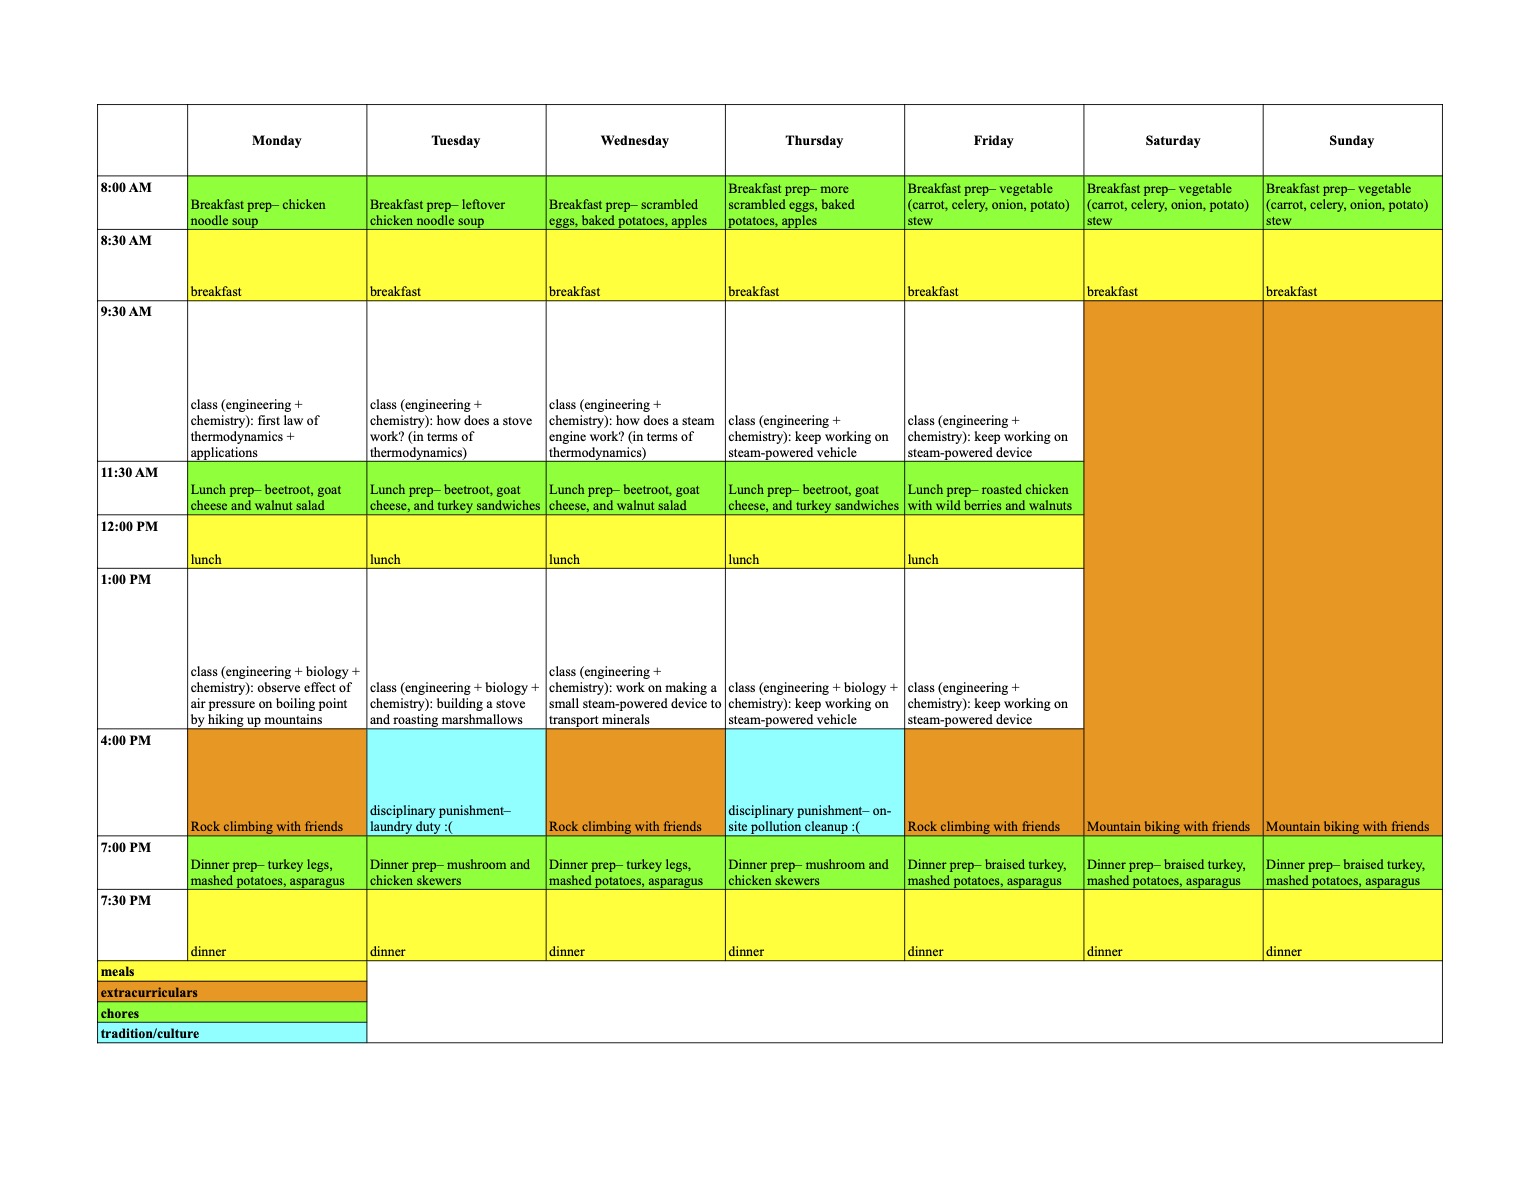 Monday Tuesday Wednesday Thursday Friday Saturday Sunday
8:00 AM
Breakfast prep– chicken
noodle soup
Breakfast prep– leftover
chicken noodle soup
Breakfast prep– scrambled
eggs, baked potatoes, apples
Breakfast prep– more
scrambled eggs, baked
potatoes, apples
Breakfast prep– vegetable
(carrot, celery, onion, potato)
stew
Breakfast prep– vegetable
(carrot, celery, onion, potato)
stew
Breakfast prep– vegetable
(carrot, celery, onion, potato)
stew
8:30 AM
breakfast
breakfast
breakfast
breakfast
breakfast
breakfast
breakfast
9:30 AM
class (engineering +
chemistry): first law of
thermodynamics +
applications
class (engineering +
chemistry): how does a stove
work? (in terms of
thermodynamics)
class (engineering +
chemistry): how does a steam
engine work? (in terms of
thermodynamics)
class (engineering +
chemistry): keep working on
steam-powered vehicle
class (engineering +
chemistry): keep working on
steam-powered device
11:30 AM
Lunch prep– beetroot, goat
cheese and walnut salad
Lunch prep– beetroot, goat
cheese, and turkey sandwiches
Lunch prep– beetroot, goat
cheese, and walnut salad
Lunch prep– beetroot, goat
cheese, and turkey sandwiches
Lunch prep– roasted chicken
with wild berries and walnuts
12:00 PM
lunch
lunch
lunch
lunch
lunch
1:00 PM
class (engineering + biology +
chemistry): observe effect of
air pressure on boiling point
by hiking up mountains
class (engineering + biology +
chemistry): building a stove
and roasting marshmallows
class (engineering +
chemistry): work on making a
small steam-powered device to
transport minerals
class (engineering + biology +
chemistry): keep working on
steam-powered vehicle
class (engineering +
chemistry): keep working on
steam-powered device
4:00 PM
Rock climbing with friends
disciplinary punishment–
laundry duty :(
Rock climbing with friends
disciplinary punishment– on-
site pollution cleanup :(
Rock climbing with friends
Mountain biking with friends
Mountain biking with friends
7:00 PM
Dinner prep– turkey legs,
mashed potatoes, asparagus
Dinner prep– mushroom and
chicken skewers
Dinner prep– turkey legs,
mashed potatoes, asparagus
Dinner prep– mushroom and
chicken skewers
Dinner prep– braised turkey,
mashed potatoes, asparagus
Dinner prep– braised turkey,
mashed potatoes, asparagus
Dinner prep– braised turkey,
mashed potatoes, asparagus
7:30 PM
dinner
dinner
dinner
dinner
dinner
dinner
dinner
meals
extracurriculars
chores
tradition/culture